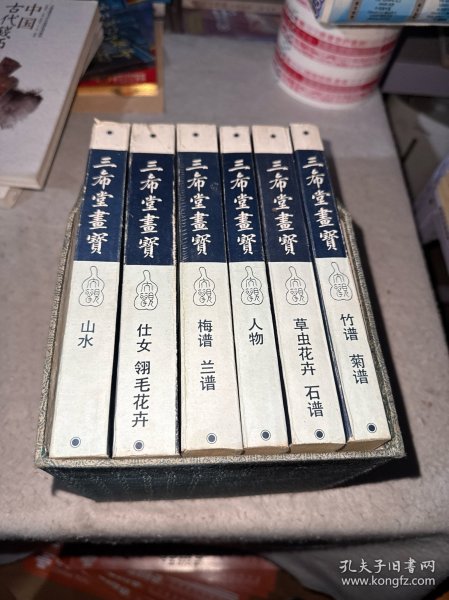 中国
古代技巧
三希堂畫寶
山水
三希堂畫寶
仕女 翎毛花卉
三希堂畫寶
梅谱 兰谱
三希堂畫寶
人物
三希堂畫寶
草虫花卉 石谱
三希堂畫寶
竹谱 菊谱
孔夫子旧书网
www.kongfz.com